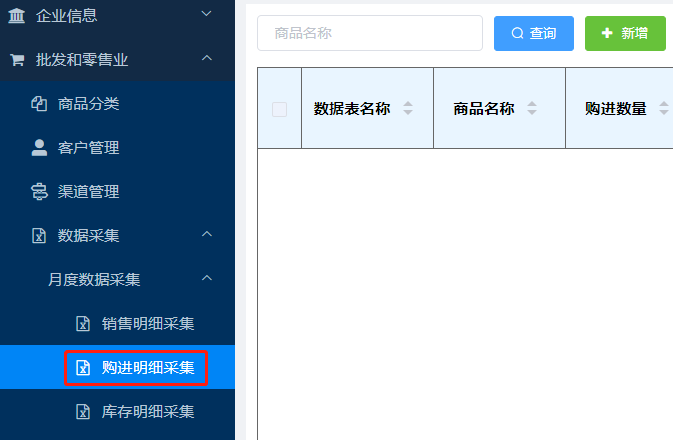 企业信息
批发和零售业
商品分类
客户管理
渠道管理
数据采集
月度数据采集
销售明细采集
购进明细采集
库存明细采集
商品名称 查询 新增
数据表名称 商品名称 购进数量